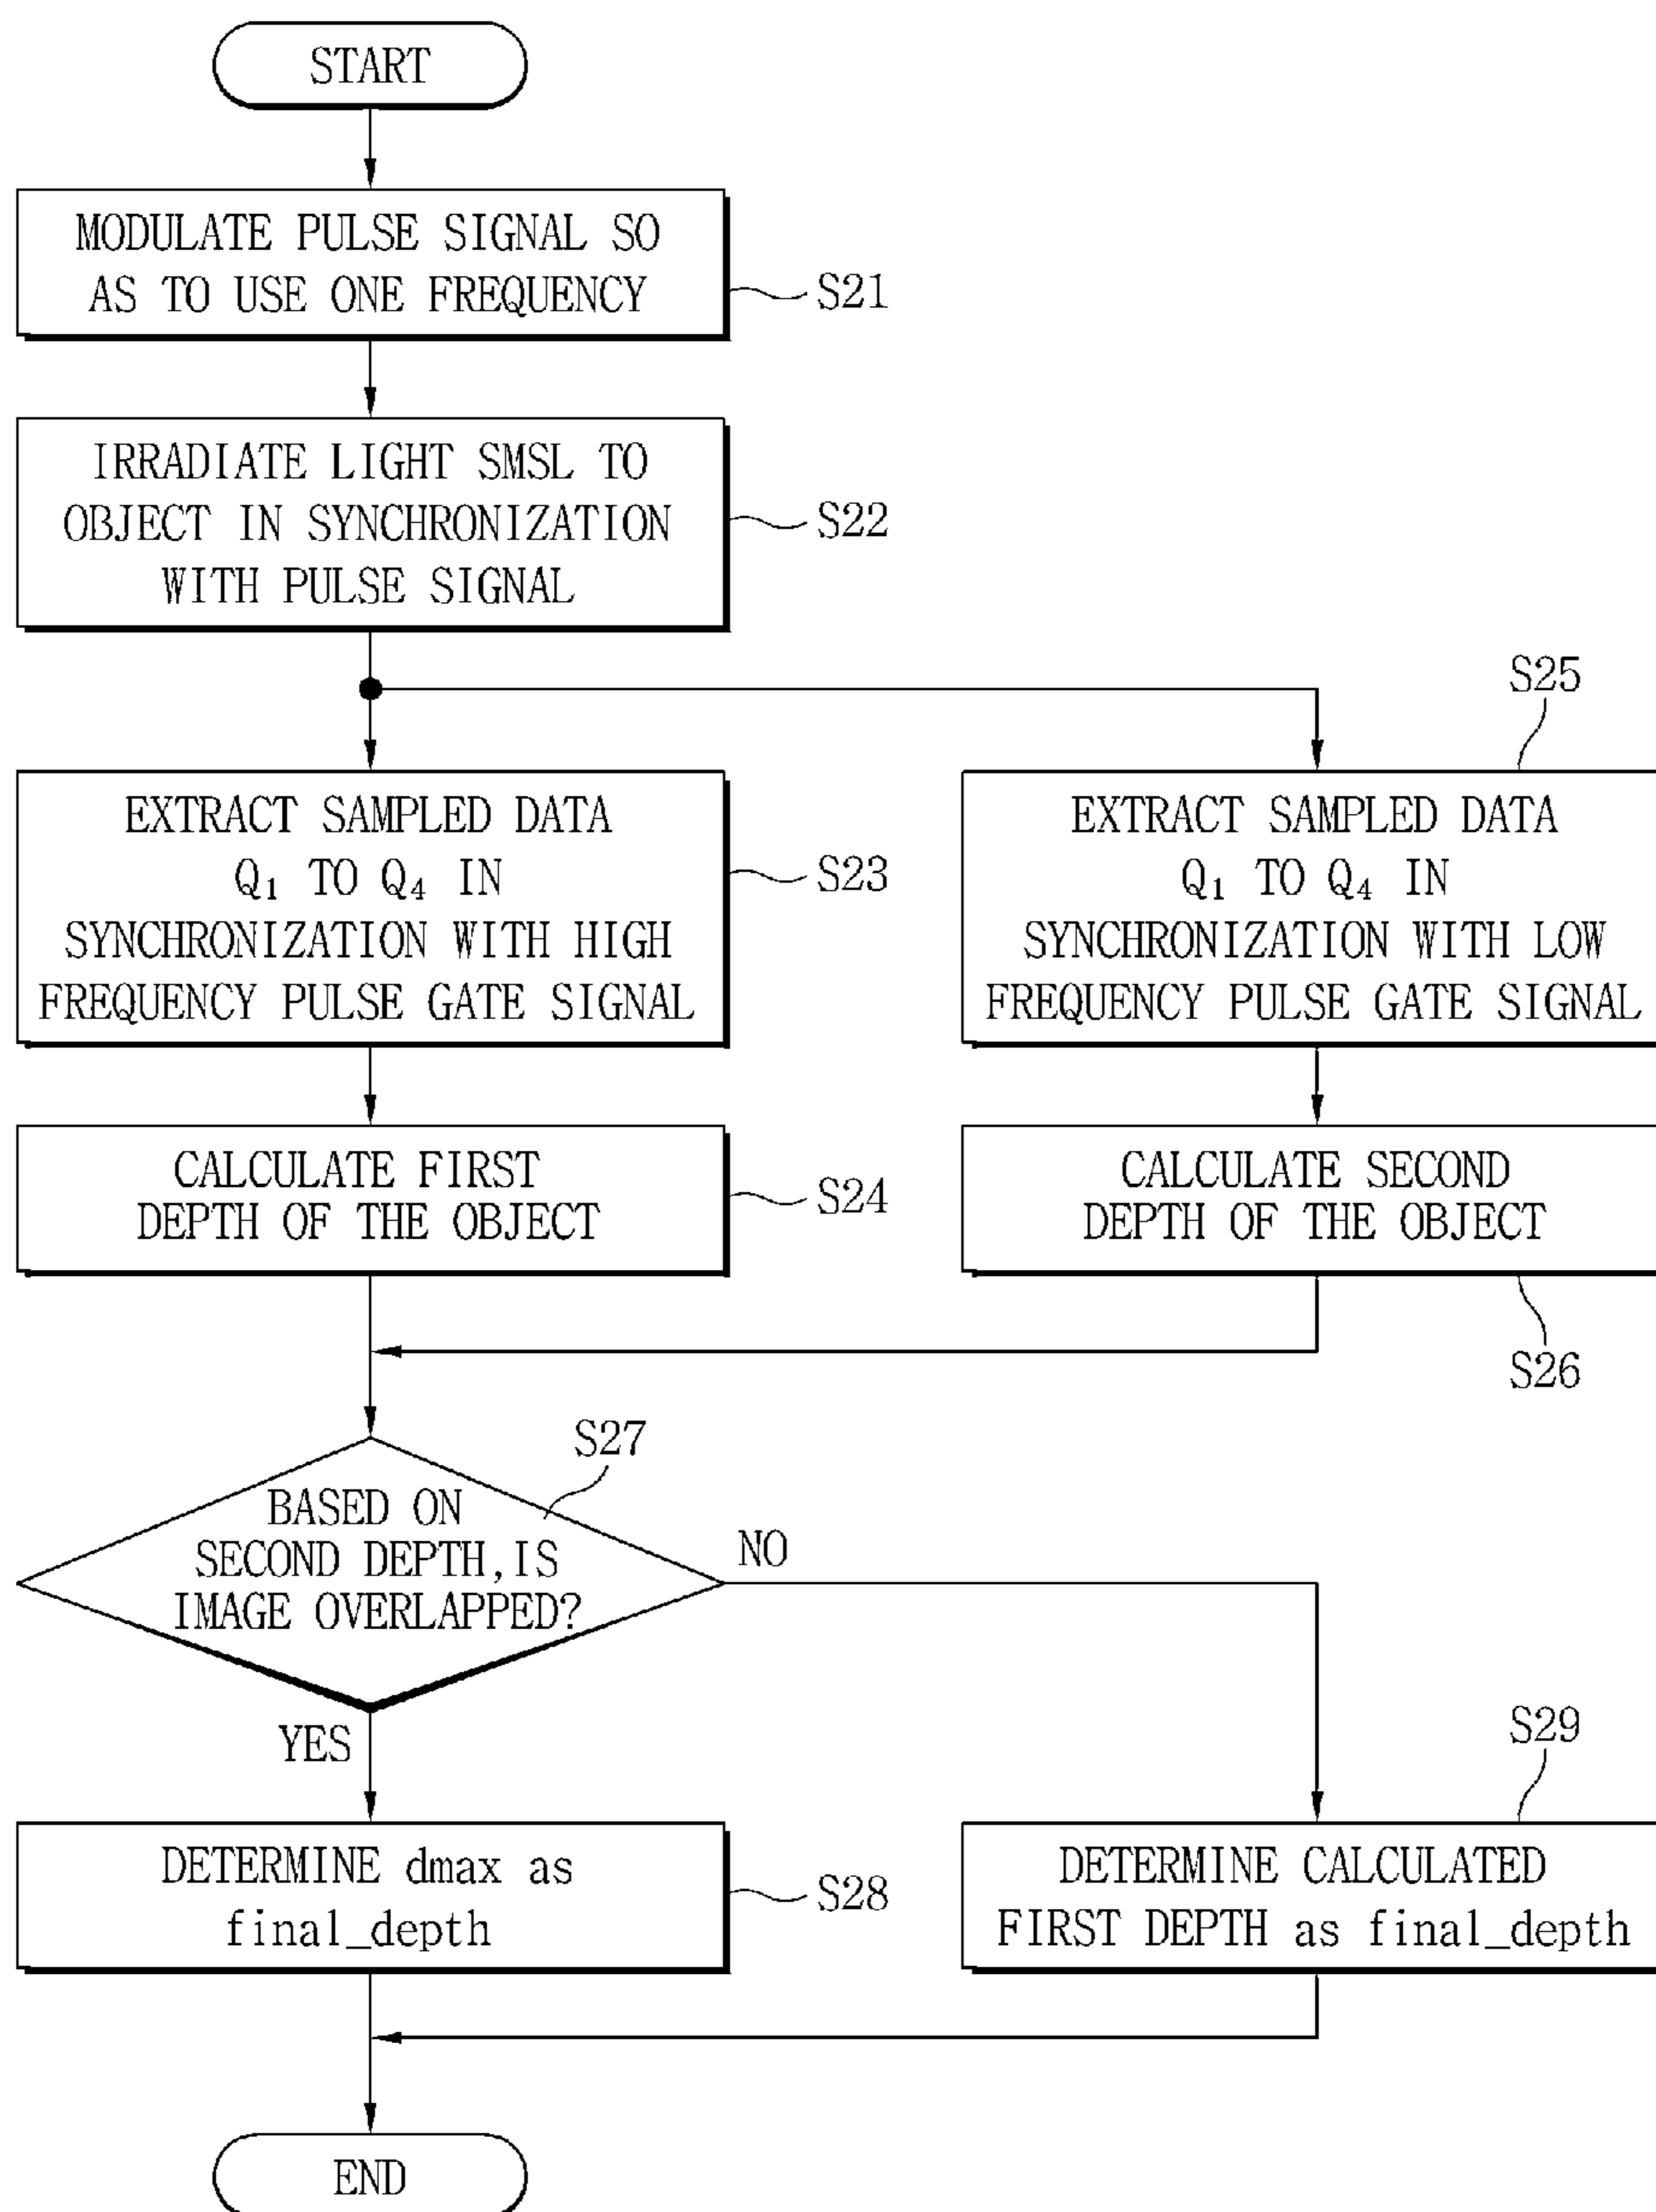 START
MODULATE PULSE SIGNAL SO
AS TO USE ONE FREQUENCY
S21
IRRADIATE LIGHT SMSL TO
OBJECT IN SYNCHRONIZATION
WITH PULSE SIGNAL
S22
EXTRACT SAMPLED DATA
Q₁ TO Q₄ IN
SYNCHRONIZATION WITH HIGH
FREQUENCY PULSE GATE SIGNAL
S23
S25
EXTRACT SAMPLED DATA
Q₁ TO Q₄ IN
SYNCHRONIZATION WITH LOW
FREQUENCY PULSE GATE SIGNAL
CALCULATE FIRST
DEPTH OF THE OBJECT
S24
CALCULATE SECOND
DEPTH OF THE OBJECT
S26
S27
BASED ON
SECOND DEPTH, IS
IMAGE OVERLAPPED?
NO
YES
DETERMINE dmax as
final_depth
S28
S29
DETERMINE CALCULATED
FIRST DEPTH as final_depth
END